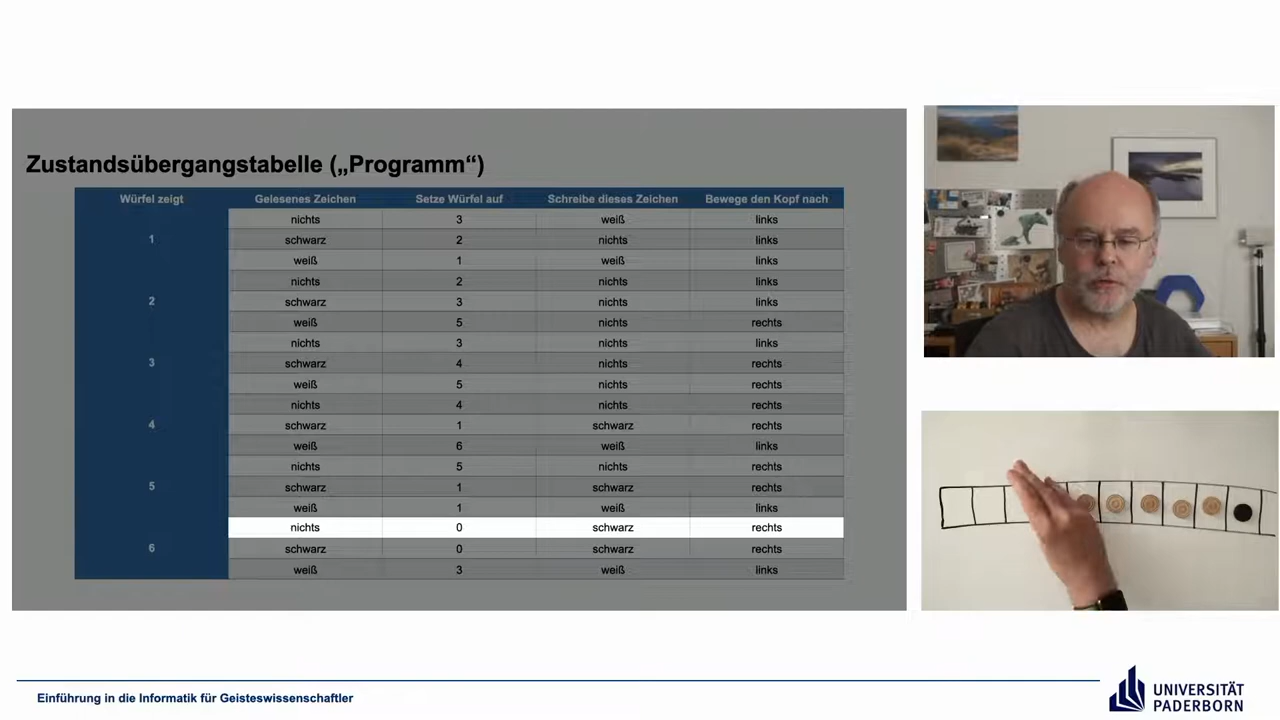 Zustandsübergangstabelle („Programm“)
Würfel zeigt Gelesenes Zeichen Setze Würfel auf Schreibe dieses Zeichen Bewege den Kopf nach
nichts 3 weiß links
1 schwarz 2 nichts links
weiß 1 weiß links
nichts 2 nichts links
2 schwarz 3 nichts links
weiß 5 nichts rechts
nichts 3 nichts links
3 schwarz 4 nichts rechts
weiß 5 nichts rechts
nichts 4 nichts rechts
4 schwarz 1 schwarz rechts
weiß 6 weiß links
nichts 5 nichts rechts
5 schwarz 1 schwarz rechts
weiß 1 weiß links
nichts 0 schwarz rechts
6 schwarz 0 schwarz rechts
weiß 3 weiß links
Einführung in die Informatik für Geisteswissenschaftler
UNIVERSITÄT
PADERBORN